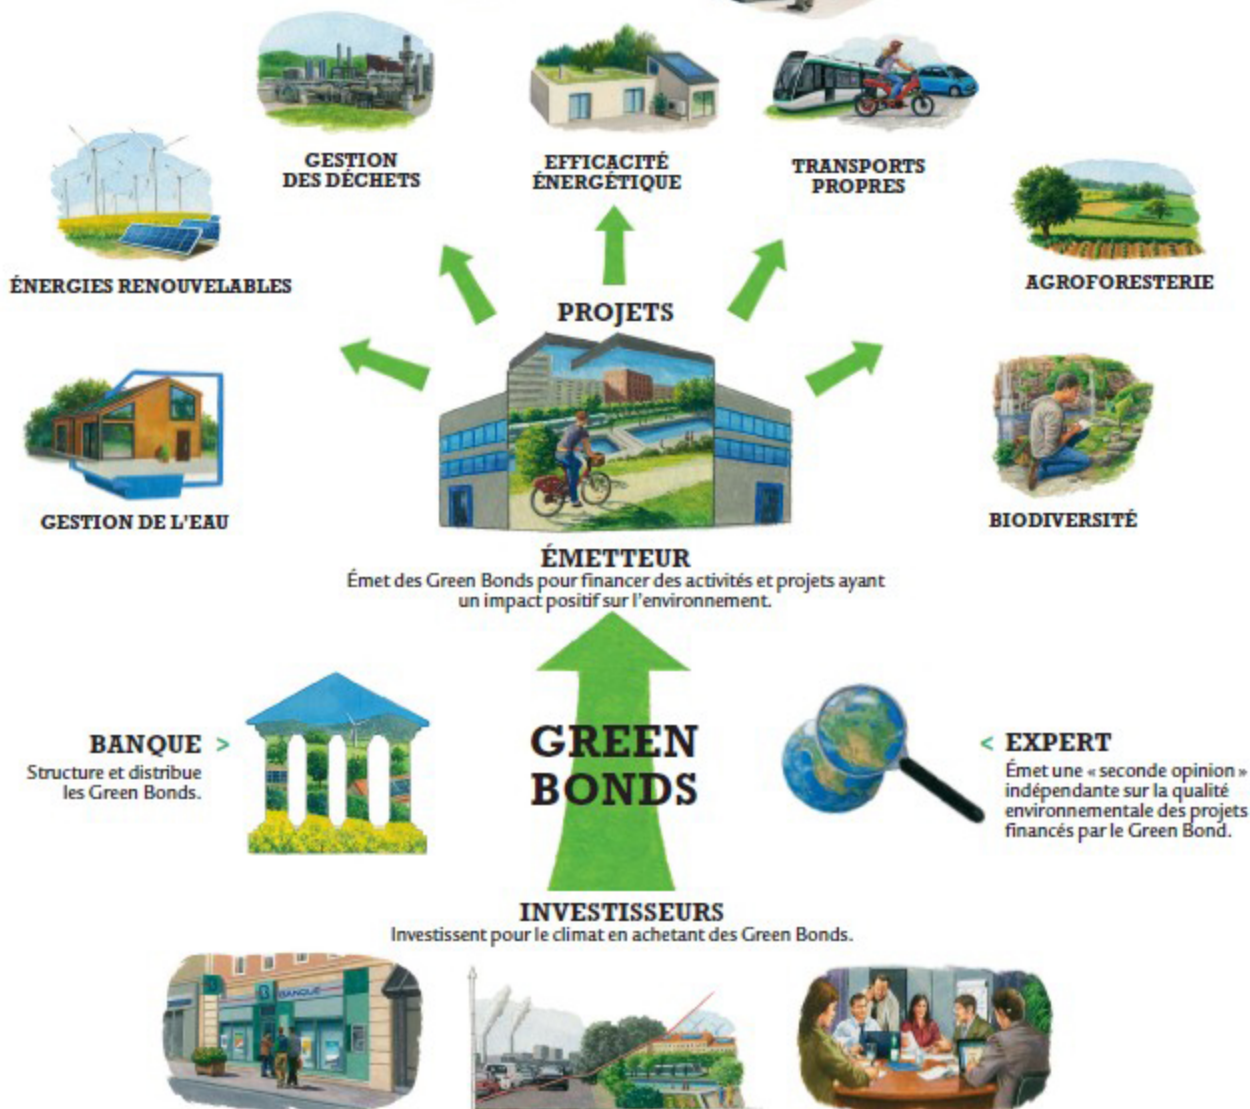 GESTION
DES DÉCHETS
EFFICACITÉ
ÉNERGÉTIQUE
TRANSPORTS
PROPRES
ÉNERGIES RENOUVELABLES
AGROFORESTERIE
PROJETS
GESTION DE L'EAU
BIODIVERSITÉ
ÉMETTEUR
Émet des Green Bonds pour financer des activités et projets ayant
un impact positif sur l'environnement.
BANQUE >
Structure et distribue
les Green Bonds.
GREEN
BONDS
< EXPERT
Émet une « seconde opinion »
indépendante sur la qualité
environnementale des projets
financés par le Green Bond.
INVESTISSEURS
Investissent pour le climat en achetant des Green Bonds.
BANQUE